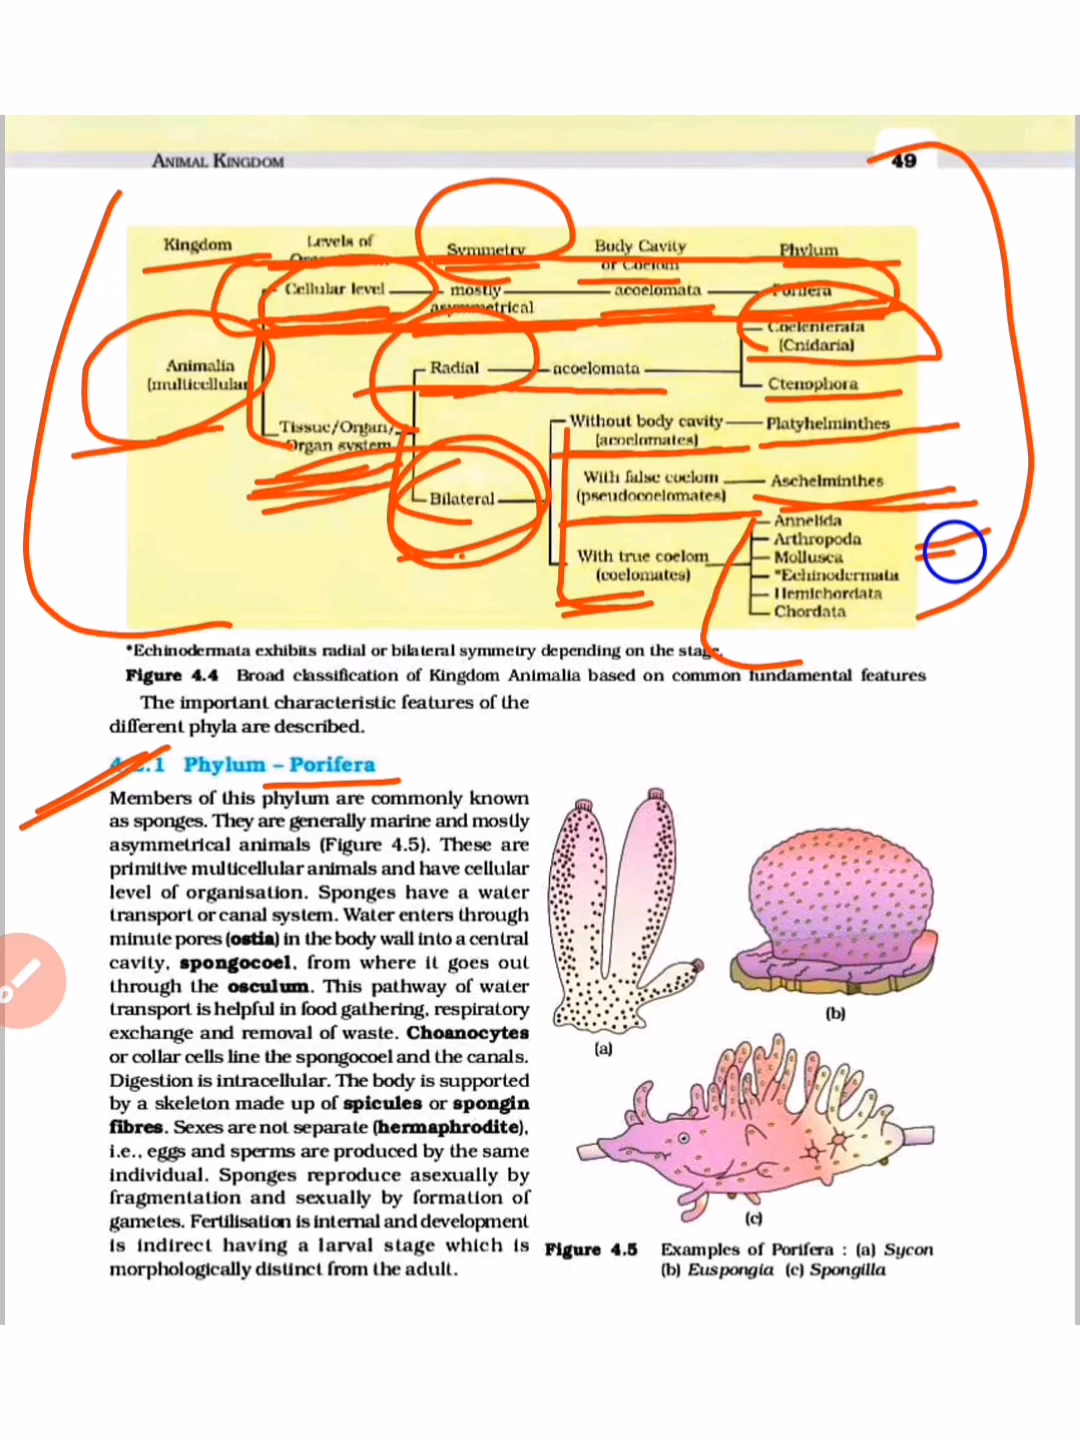 ANIMAL KINGDOM 49
Kingdom Levels of Symmetry Body Cavity Phylum
or Coelom
Cellular level mostly acoelomata Porifera
asymmetrical
Coelenterata
(Cnidaria)
Animalia
(multicellular
Radial acoelomata
Ctenophora
Tissue/Organ/
Organ system
Without body cavity Platyhelminthes
(acoelomates)
With false coelom Aschelminthes
(pseudocoelomates)
Bilateral
Annelida
Arthropoda
With true coelom Mollusca
(coelomates) *Echinodermata
Hemichordata
Chordata
*Echinodermata exhibits radial or bilateral symmetry depending on the stage.
Figure 4.4 Broad classification of Kingdom Animalia based on common fundamental features
The important characteristic features of the
different phyla are described.
4.2.1 Phylum – Porifera
Members of this phylum are commonly known
as sponges. They are generally marine and mostly
asymmetrical animals (Figure 4.5). These are
primitive multicellular animals and have cellular
level of organisation. Sponges have a water
transport or canal system. Water enters through
minute pores (ostia) in the body wall into a central
cavity, spongocoel, from where it goes out
through the osculum. This pathway of water
transport is helpful in food gathering, respiratory
exchange and removal of waste. Choanocytes
or collar cells line the spongocoel and the canals.
Digestion is intracellular. The body is supported
by a skeleton made up of spicules or spongin
fibres. Sexes are not separate (hermaphrodite),
i.e., eggs and sperms are produced by the same
individual. Sponges reproduce asexually by
fragmentation and sexually by formation of
gametes. Fertilisation is internal and development
is indirect having a larval stage which is
morphologically distinct from the adult.
(a)
(b)
(c)
Figure 4.5 Examples of Porifera : (a) Sycon
(b) Euspongia (c) Spongilla